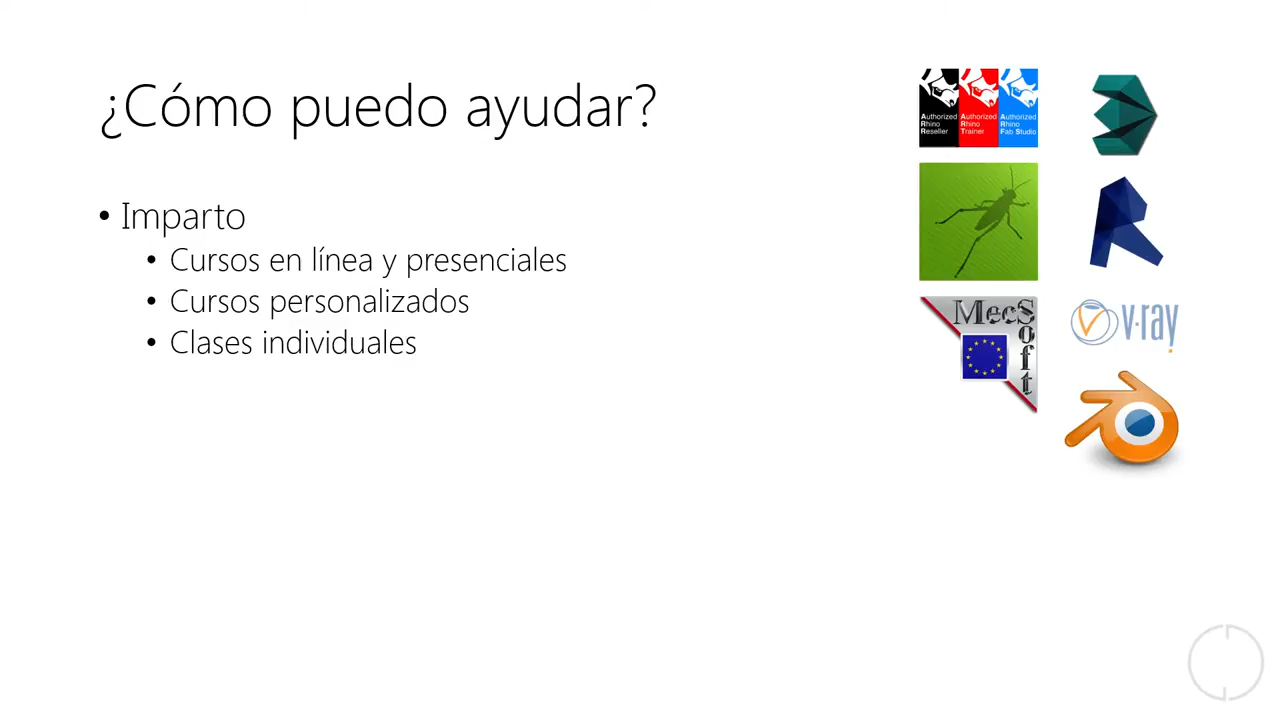 ¿Cómo puedo ayudar?
• Imparto
• Cursos en línea y presenciales
• Cursos personalizados
• Clases individuales
Authorized Rhino Reseller
Authorized Rhino Trainer
Authorized Rhino Fab Studio
MecSoft
v·ray